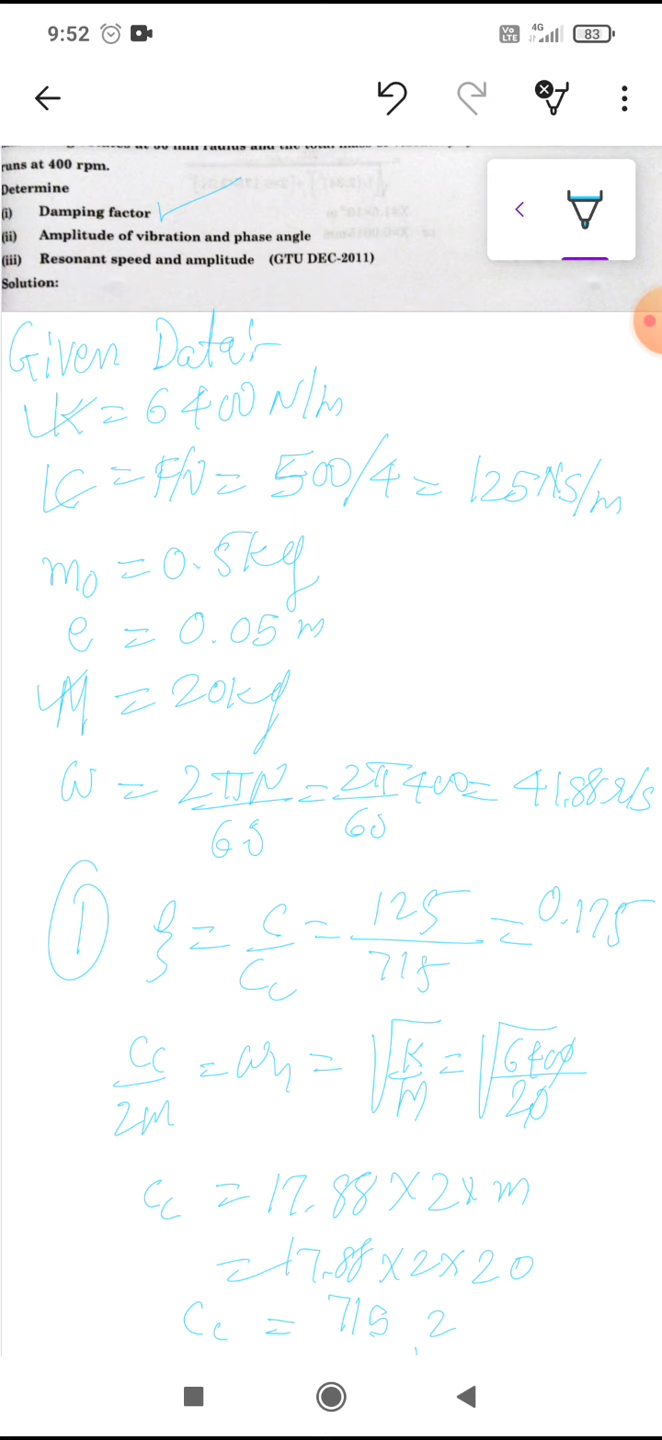 9:52
Vo LTE 4G 83
runs at 400 rpm.
Determine
(i) Damping factor
(ii) Amplitude of vibration and phase angle
(iii) Resonant speed and amplitude (GTU DEC-2011)
Solution:
Given Data:-
K = 6400 N/m
C = F/V = 500/4 = 125 NS/m
m₀ = 0.5kg
e = 0.05 m
M = 20kg
ω = 2πN/60 = 2π400/60 = 41.88 r/s
① ξ = C/Cc = 125/715 = 0.175
Cc/2M = ωn = √K/M = √6400/20
Cc = 17.88 × 2 × m
= 17.88 × 2 × 20
Cc = 715.2